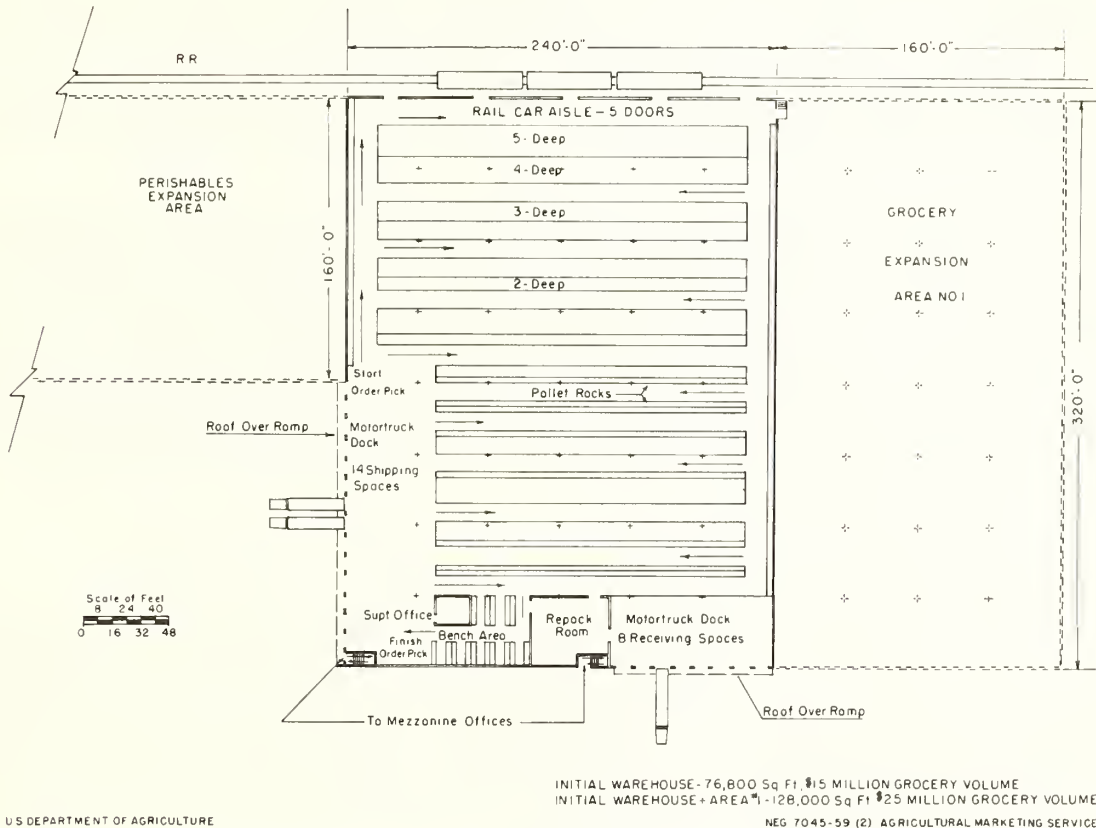 240'-0"
160'-0"
RR
RAIL CAR AISLE - 5 DOORS
5-Deep
4-Deep
3-Deep
2-Deep
PERISHABLES
EXPANSION
AREA
160'-0"
GROCERY
EXPANSION
AREA NO 1
320'-0"
Start
Order Pick
Pallet Racks
Roof Over Ramp
Motortruck
Dock
14 Shipping
Spaces
Scale of Feet
8 24 40
0 16 32 48
Supt Office
Bench Area
Finish
Order Pick
Repack
Room
Motortruck Dock
8 Receiving Spaces
To Mezzanine Offices
Roof Over Ramp
INITIAL WAREHOUSE - 76,800 Sq Ft, $15 MILLION GROCERY VOLUME
INITIAL WAREHOUSE + AREA #1 - 128,000 Sq Ft $25 MILLION GROCERY VOLUME
U S DEPARTMENT OF AGRICULTURE
NEG 7045-59 (2) AGRICULTURAL MARKETING SERVICE